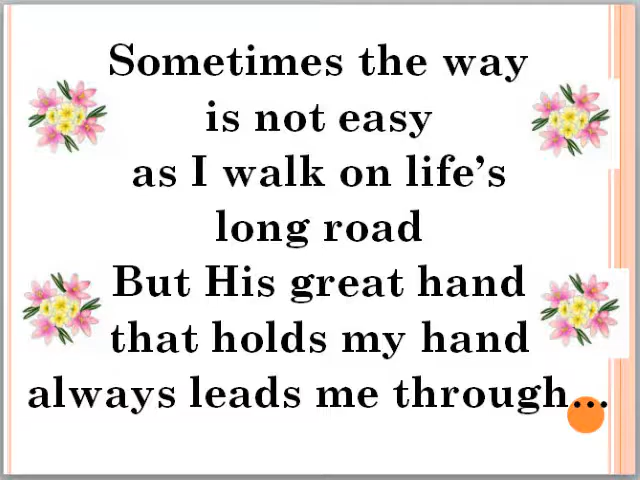 Sometimes the way
is not easy
as I walk on life’s
long road
But His great hand
that holds my hand
always leads me through...